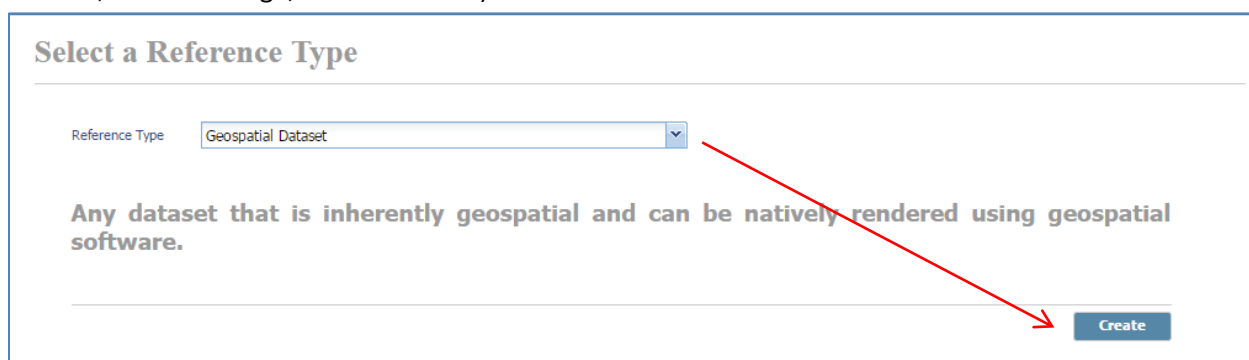 Select a Reference Type
Reference Type
Geospatial Dataset
Any dataset that is inherently geospatial and can be natively rendered using geospatial
software.
Create